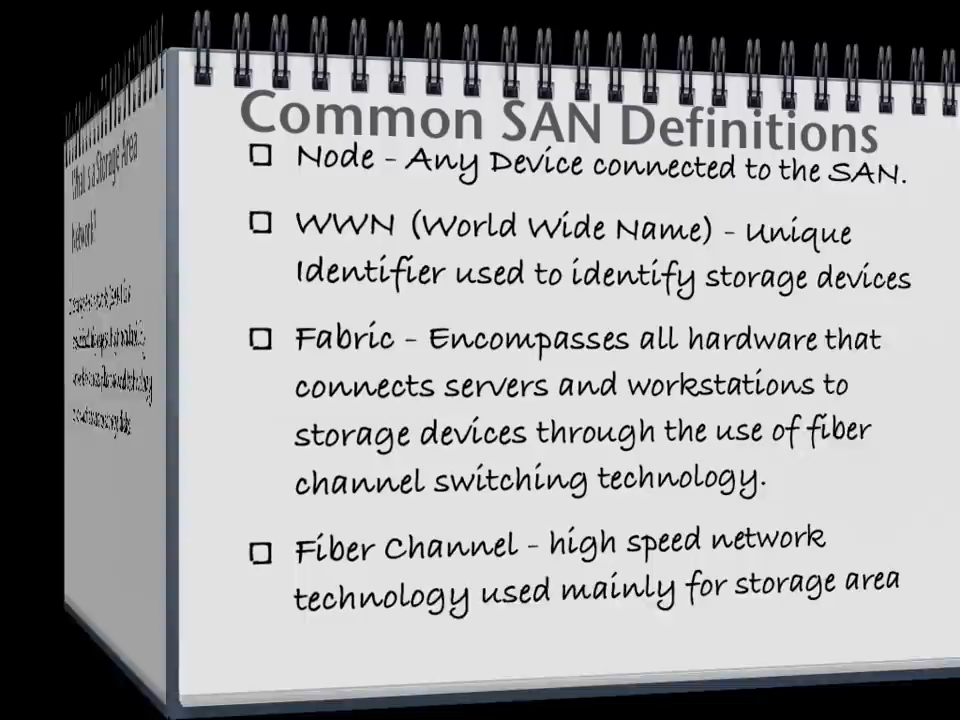 Common SAN Definitions
Node - Any Device connected to the SAN.
WWN (World Wide Name) - Unique
Identifier used to identify storage devices
Fabric - Encompasses all hardware that
connects servers and workstations to
storage devices through the use of fiber
channel switching technology.
Fiber Channel - high speed network
technology used mainly for storage area
What is a Storage Area
Network?